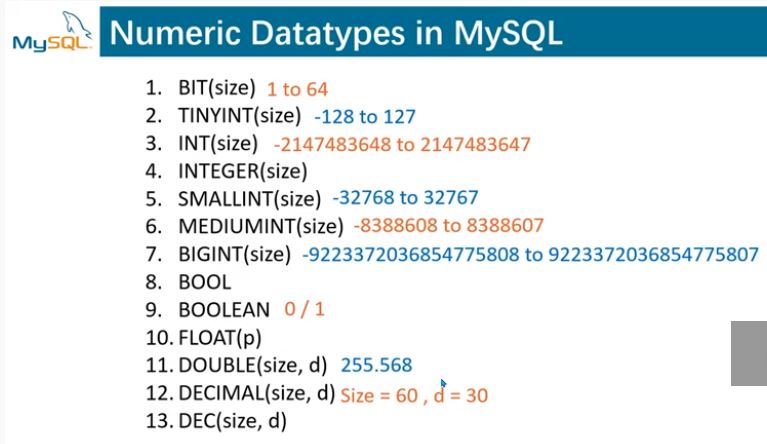 MySQL
Numeric Datatypes in MySQL
1. BIT(size) 1 to 64
2. TINYINT(size) -128 to 127
3. INT(size) -2147483648 to 2147483647
4. INTEGER(size)
5. SMALLINT(size) -32768 to 32767
6. MEDIUMINT(size) -8388608 to 8388607
7. BIGINT(size) -9223372036854775808 to 9223372036854775807
8. BOOL
9. BOOLEAN 0 / 1
10. FLOAT(p)
11. DOUBLE(size, d) 255.568
12. DECIMAL(size, d) Size = 60 , d = 30
13. DEC(size, d)